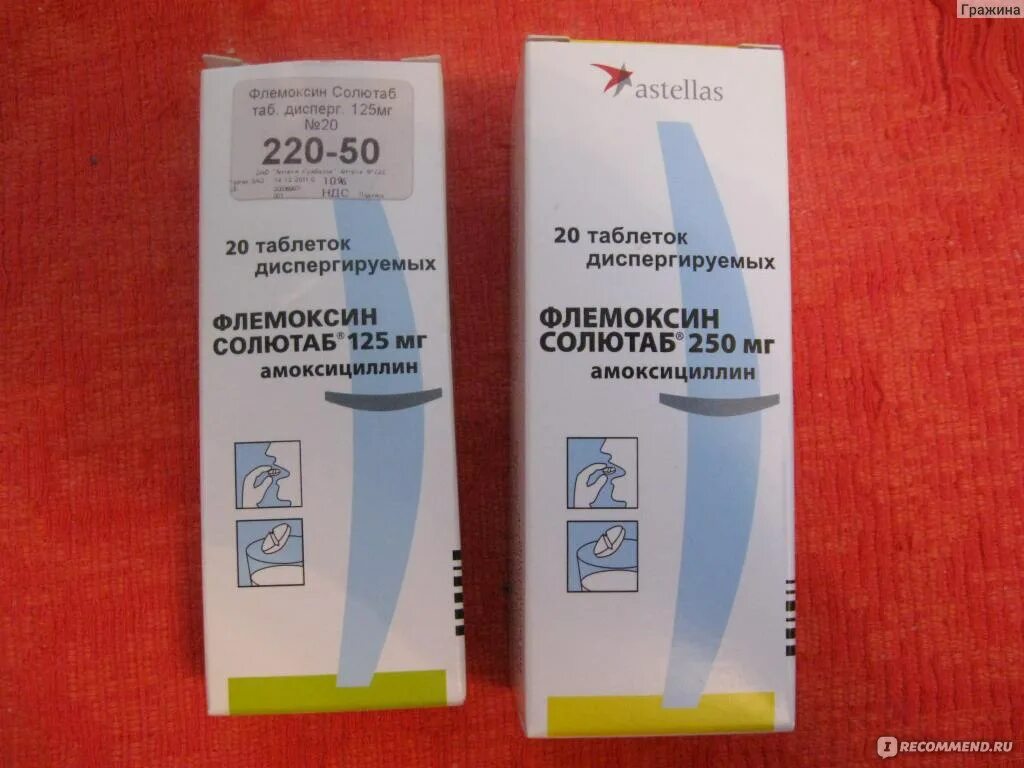 Гражина
Флемоксин Солютаб
таб. дисперг. 125мг
№20
220-50
10%
НДС
20 таблеток
диспергируемых
ФЛЕМОКСИН
СОЛЮТАБ® 125 мг
амоксициллин
astellas
20 таблеток
диспергируемых
ФЛЕМОКСИН
СОЛЮТАБ® 250 мг
амоксициллин
IRECOMMEND.RU